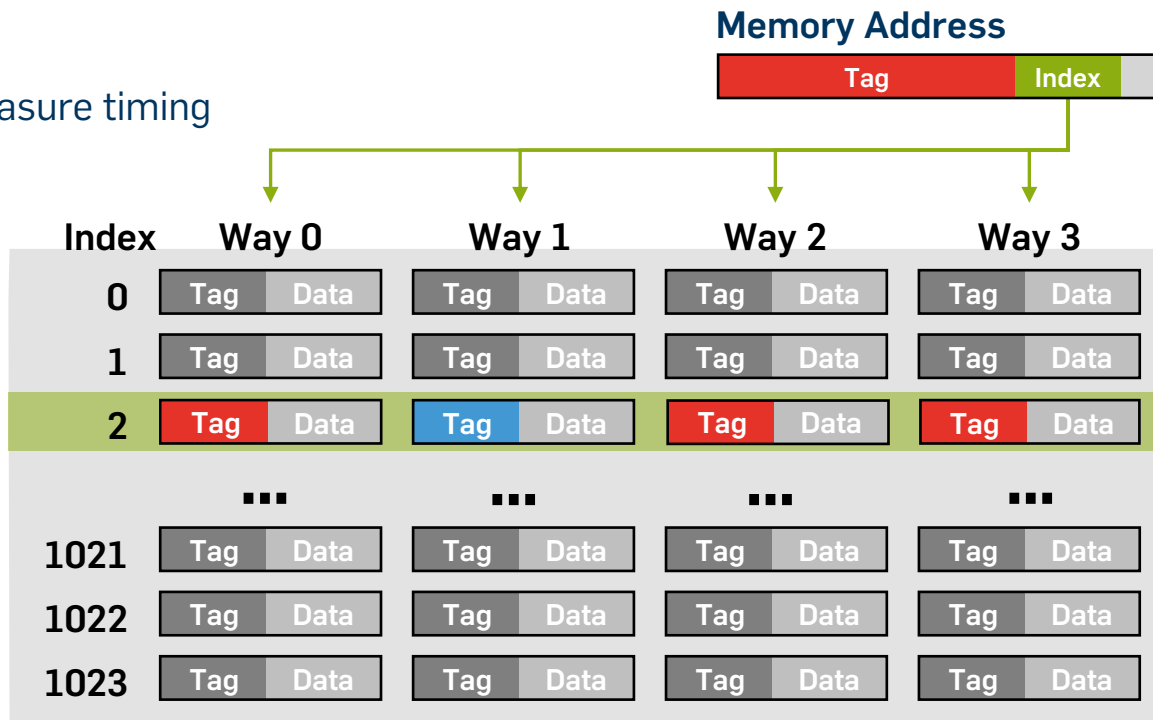 Memory Address
Tag Index
asure timing
Index Way 0 Way 1 Way 2 Way 3
0 Tag Data Tag Data Tag Data Tag Data
1 Tag Data Tag Data Tag Data Tag Data
2 Tag Data Tag Data Tag Data Tag Data
... ... ... ...
1021 Tag Data Tag Data Tag Data Tag Data
1022 Tag Data Tag Data Tag Data Tag Data
1023 Tag Data Tag Data Tag Data Tag Data